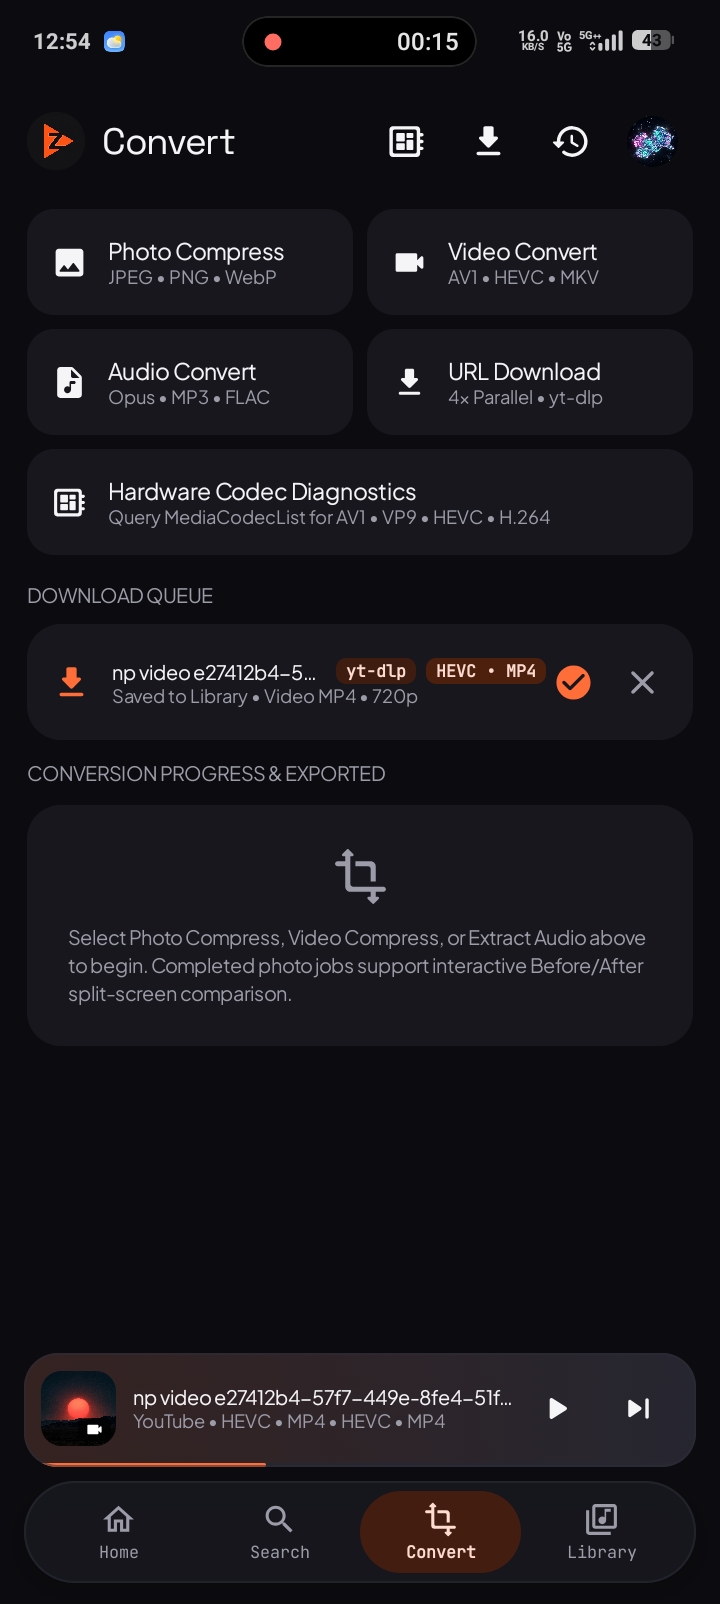 12:54
00:15
16.0 KB/S
Vo 5G
5G++
43
Convert
Photo Compress
JPEG • PNG • WebP
Video Convert
AV1 • HEVC • MKV
Audio Convert
Opus • MP3 • FLAC
URL Download
4× Parallel • yt-dlp
Hardware Codec Diagnostics
Query MediaCodecList for AV1 • VP9 • HEVC • H.264
DOWNLOAD QUEUE
np video e27412b4-5... yt-dlp HEVC • MP4
Saved to Library • Video MP4 • 720p
CONVERSION PROGRESS & EXPORTED
Select Photo Compress, Video Compress, or Extract Audio above
to begin. Completed photo jobs support interactive Before/After
split-screen comparison.
np video e27412b4-57f7-449e-8fe4-51f...
YouTube • HEVC • MP4 • HEVC • MP4
Home
Search
Convert
Library